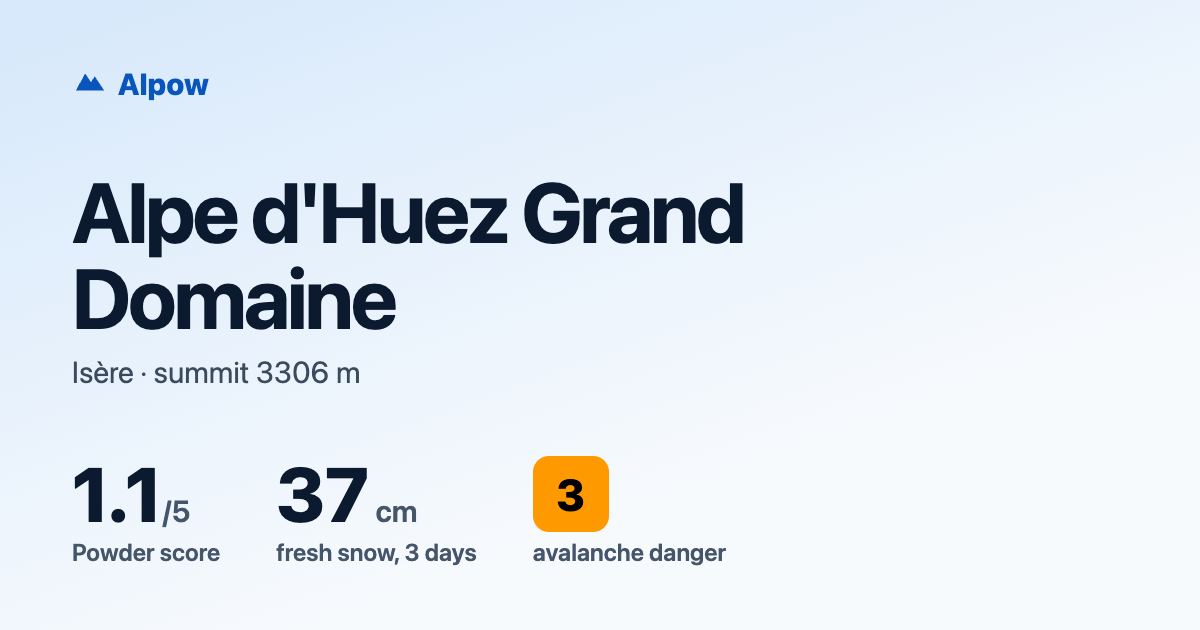 Alpow
Alpe d'Huez Grand
Domaine
Isère · summit 3306 m
1.1/5
Powder score
37 cm
fresh snow, 3 days
3
avalanche danger